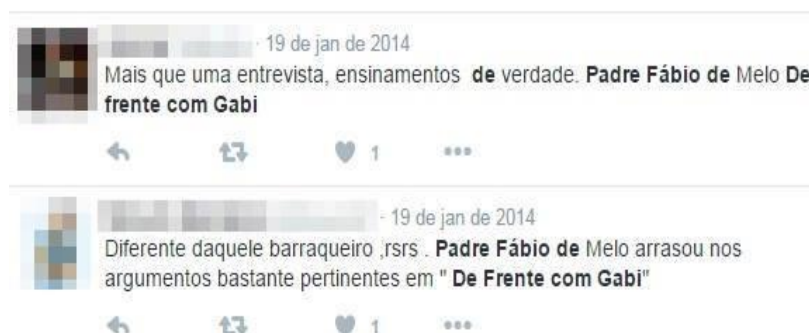 · 19 de jan de 2014
Mais que uma entrevista, ensinamentos de verdade. Padre Fábio de Melo De
frente com Gabi
1
· 19 de jan de 2014
Diferente daquele barraqueiro ,rsrs . Padre Fábio de Melo arrasou nos
argumentos bastante pertinentes em " De Frente com Gabi"
1